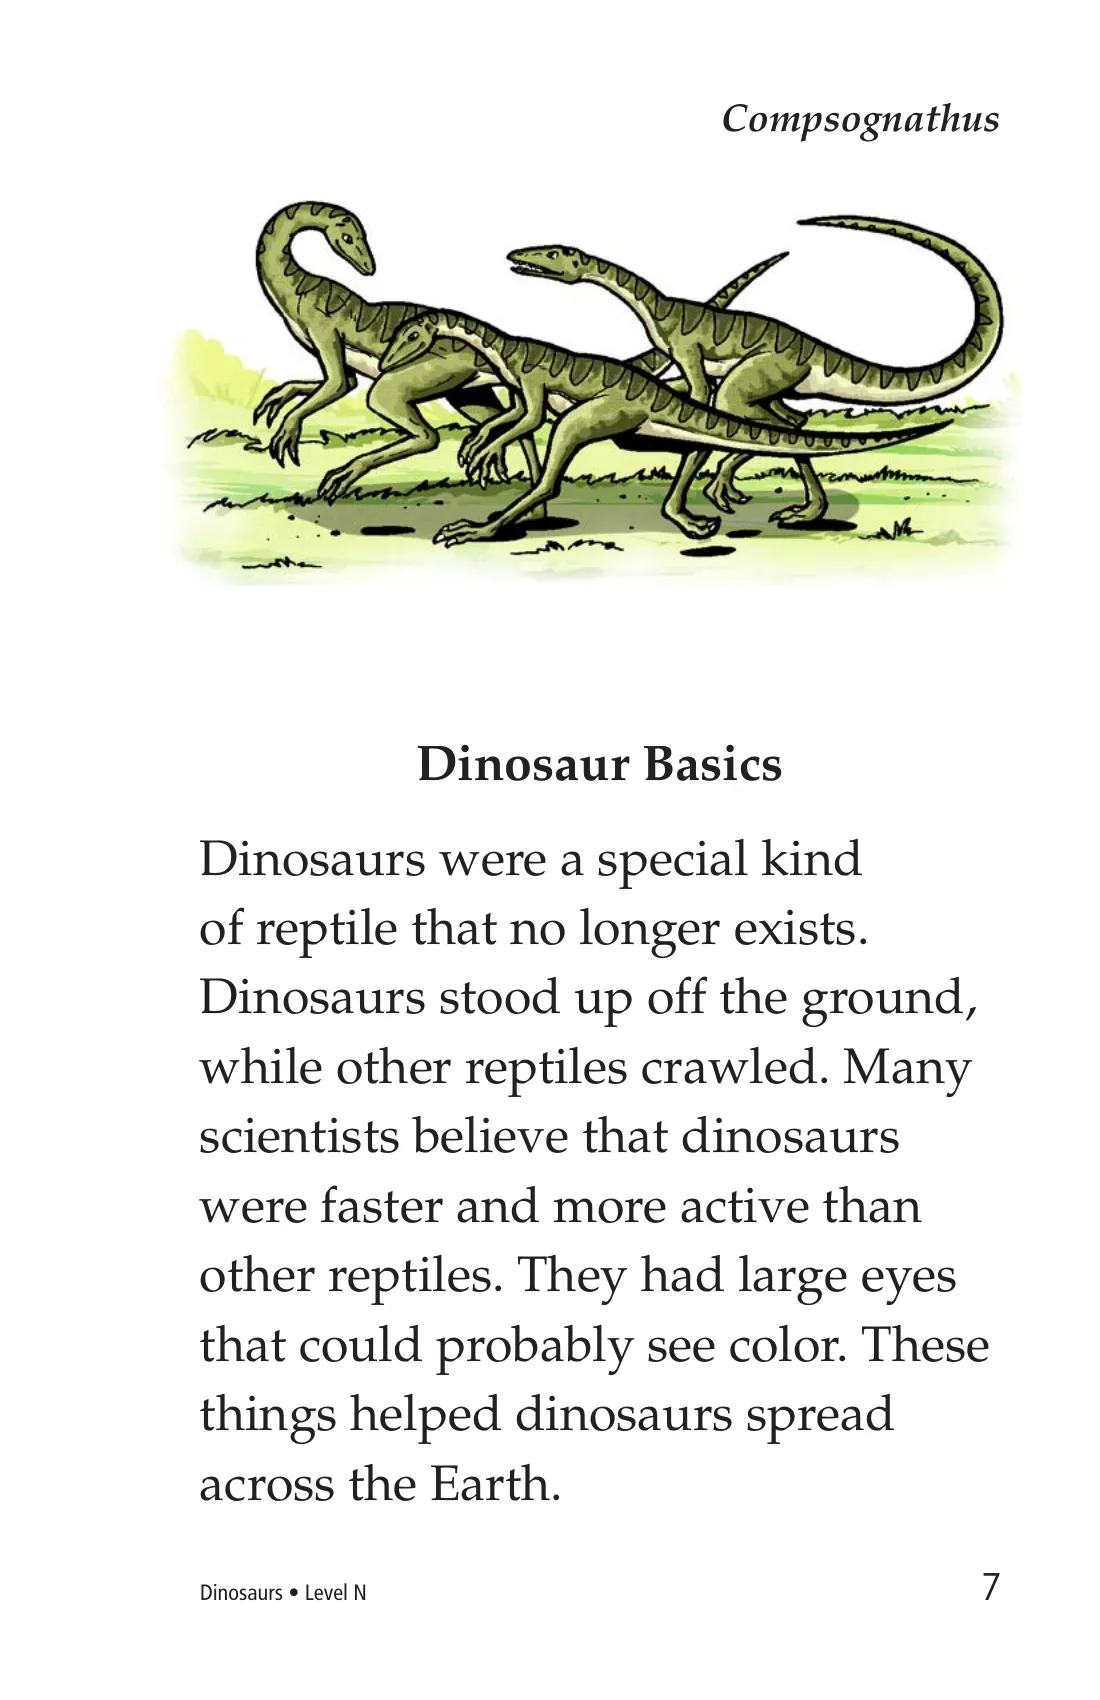 Compsognathus
Dinosaur Basics
Dinosaurs were a special kind
of reptile that no longer exists.
Dinosaurs stood up off the ground,
while other reptiles crawled. Many
scientists believe that dinosaurs
were faster and more active than
other reptiles. They had large eyes
that could probably see color. These
things helped dinosaurs spread
across the Earth.
Dinosaurs • Level N
7